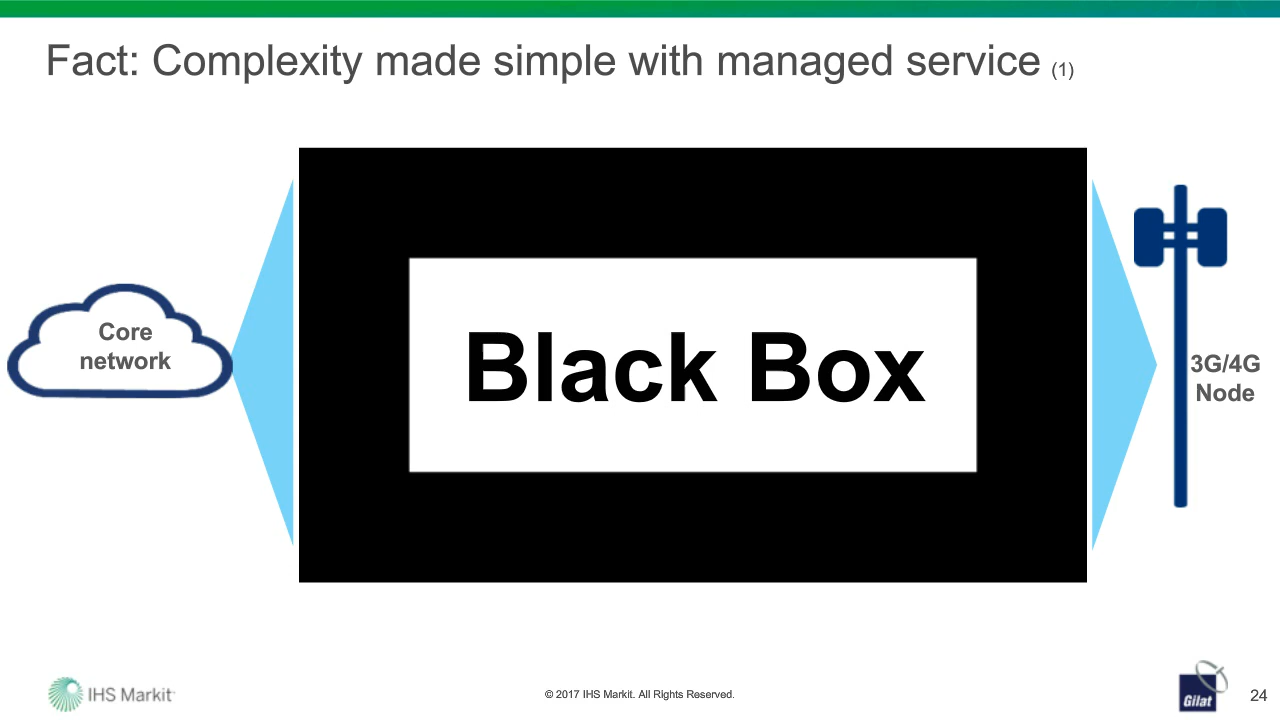 Fact: Complexity made simple with managed service (1)
Core
network
Black Box
3G/4G
Node
IHS Markit
© 2017 IHS Markit. All Rights Reserved.
Gilat
24